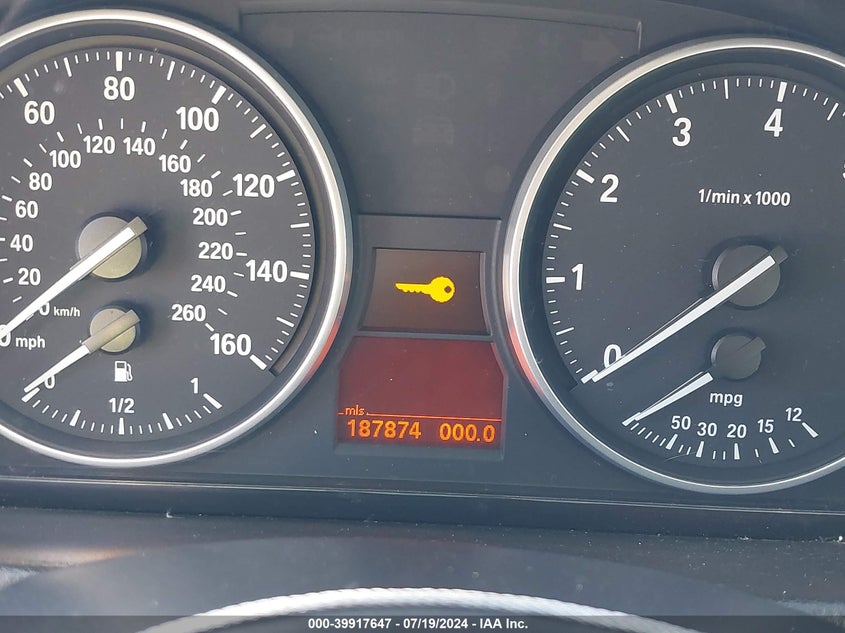 60 80 100 120 140 160
20 40 60 80 100 120 140 160 180 200 220 240 260
0 km/h
mph
0 1/2 1
mls
187874 000.0
0 1 2 3 4
1/min x 1000
mpg
50 30 20 15 12
000-39917647 - 07/19/2024 - IAA Inc.